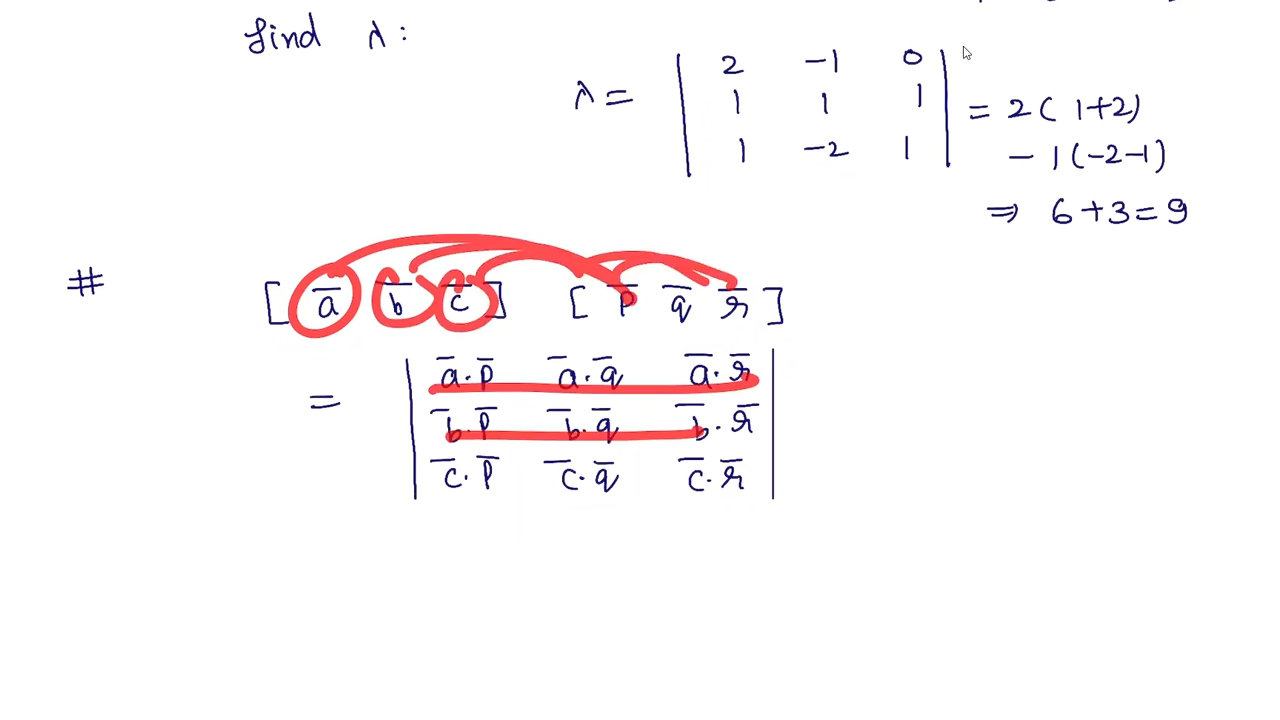 find λ:
λ = | 2 -1 0 |
| 1 1 1 | = 2(1+2)
| 1 -2 1 | - 1(-2-1)
⇒ 6+3=9
# [ a̅ b̅ c̅ ] [ p̅ q̅ r̅ ]
| a̅.p̅ a̅.q̅ a̅.r̅ |
= | b̅.p̅ b̅.q̅ b̅.r̅ |
| c̅.p̅ c̅.q̅ c̅.r̅ |